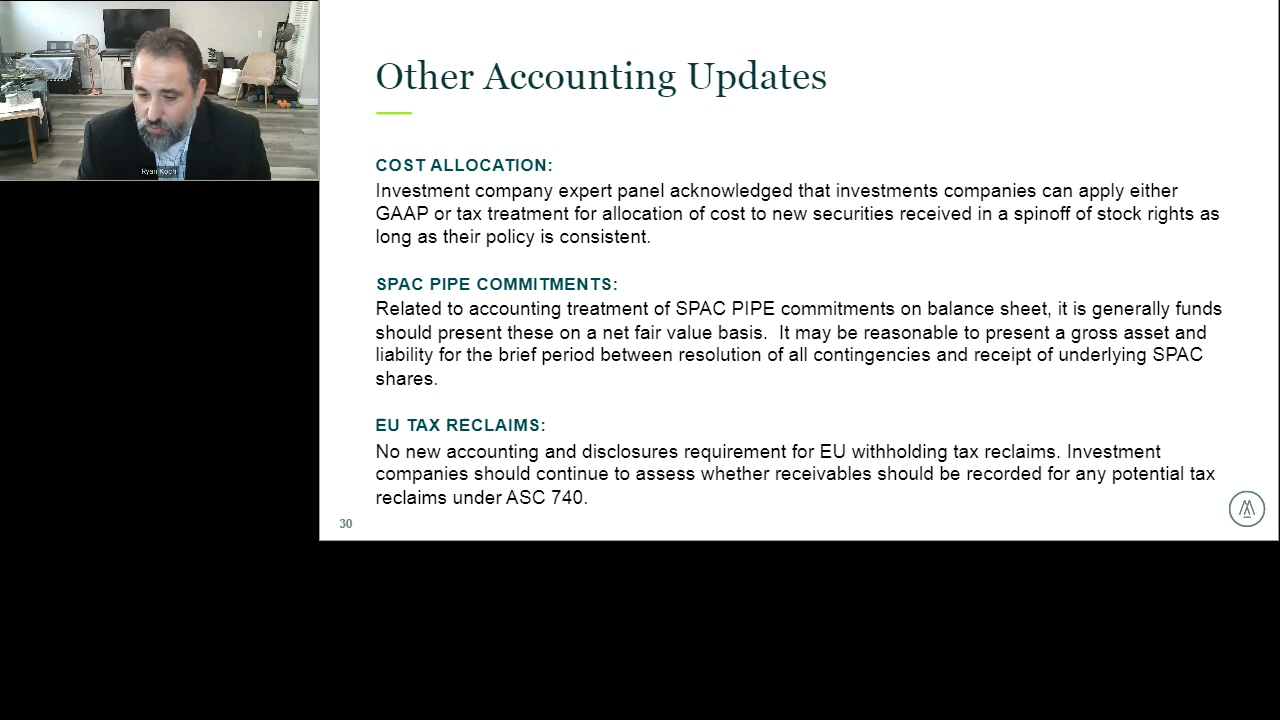 Ryan Koch
Other Accounting Updates
COST ALLOCATION:
Investment company expert panel acknowledged that investments companies can apply either
GAAP or tax treatment for allocation of cost to new securities received in a spinoff of stock rights as
long as their policy is consistent.
SPAC PIPE COMMITMENTS:
Related to accounting treatment of SPAC PIPE commitments on balance sheet, it is generally funds
should present these on a net fair value basis.  It may be reasonable to present a gross asset and
liability for the brief period between resolution of all contingencies and receipt of underlying SPAC
shares.
EU TAX RECLAIMS:
No new accounting and disclosures requirement for EU withholding tax reclaims. Investment
companies should continue to assess whether receivables should be recorded for any potential tax
reclaims under ASC 740.
30